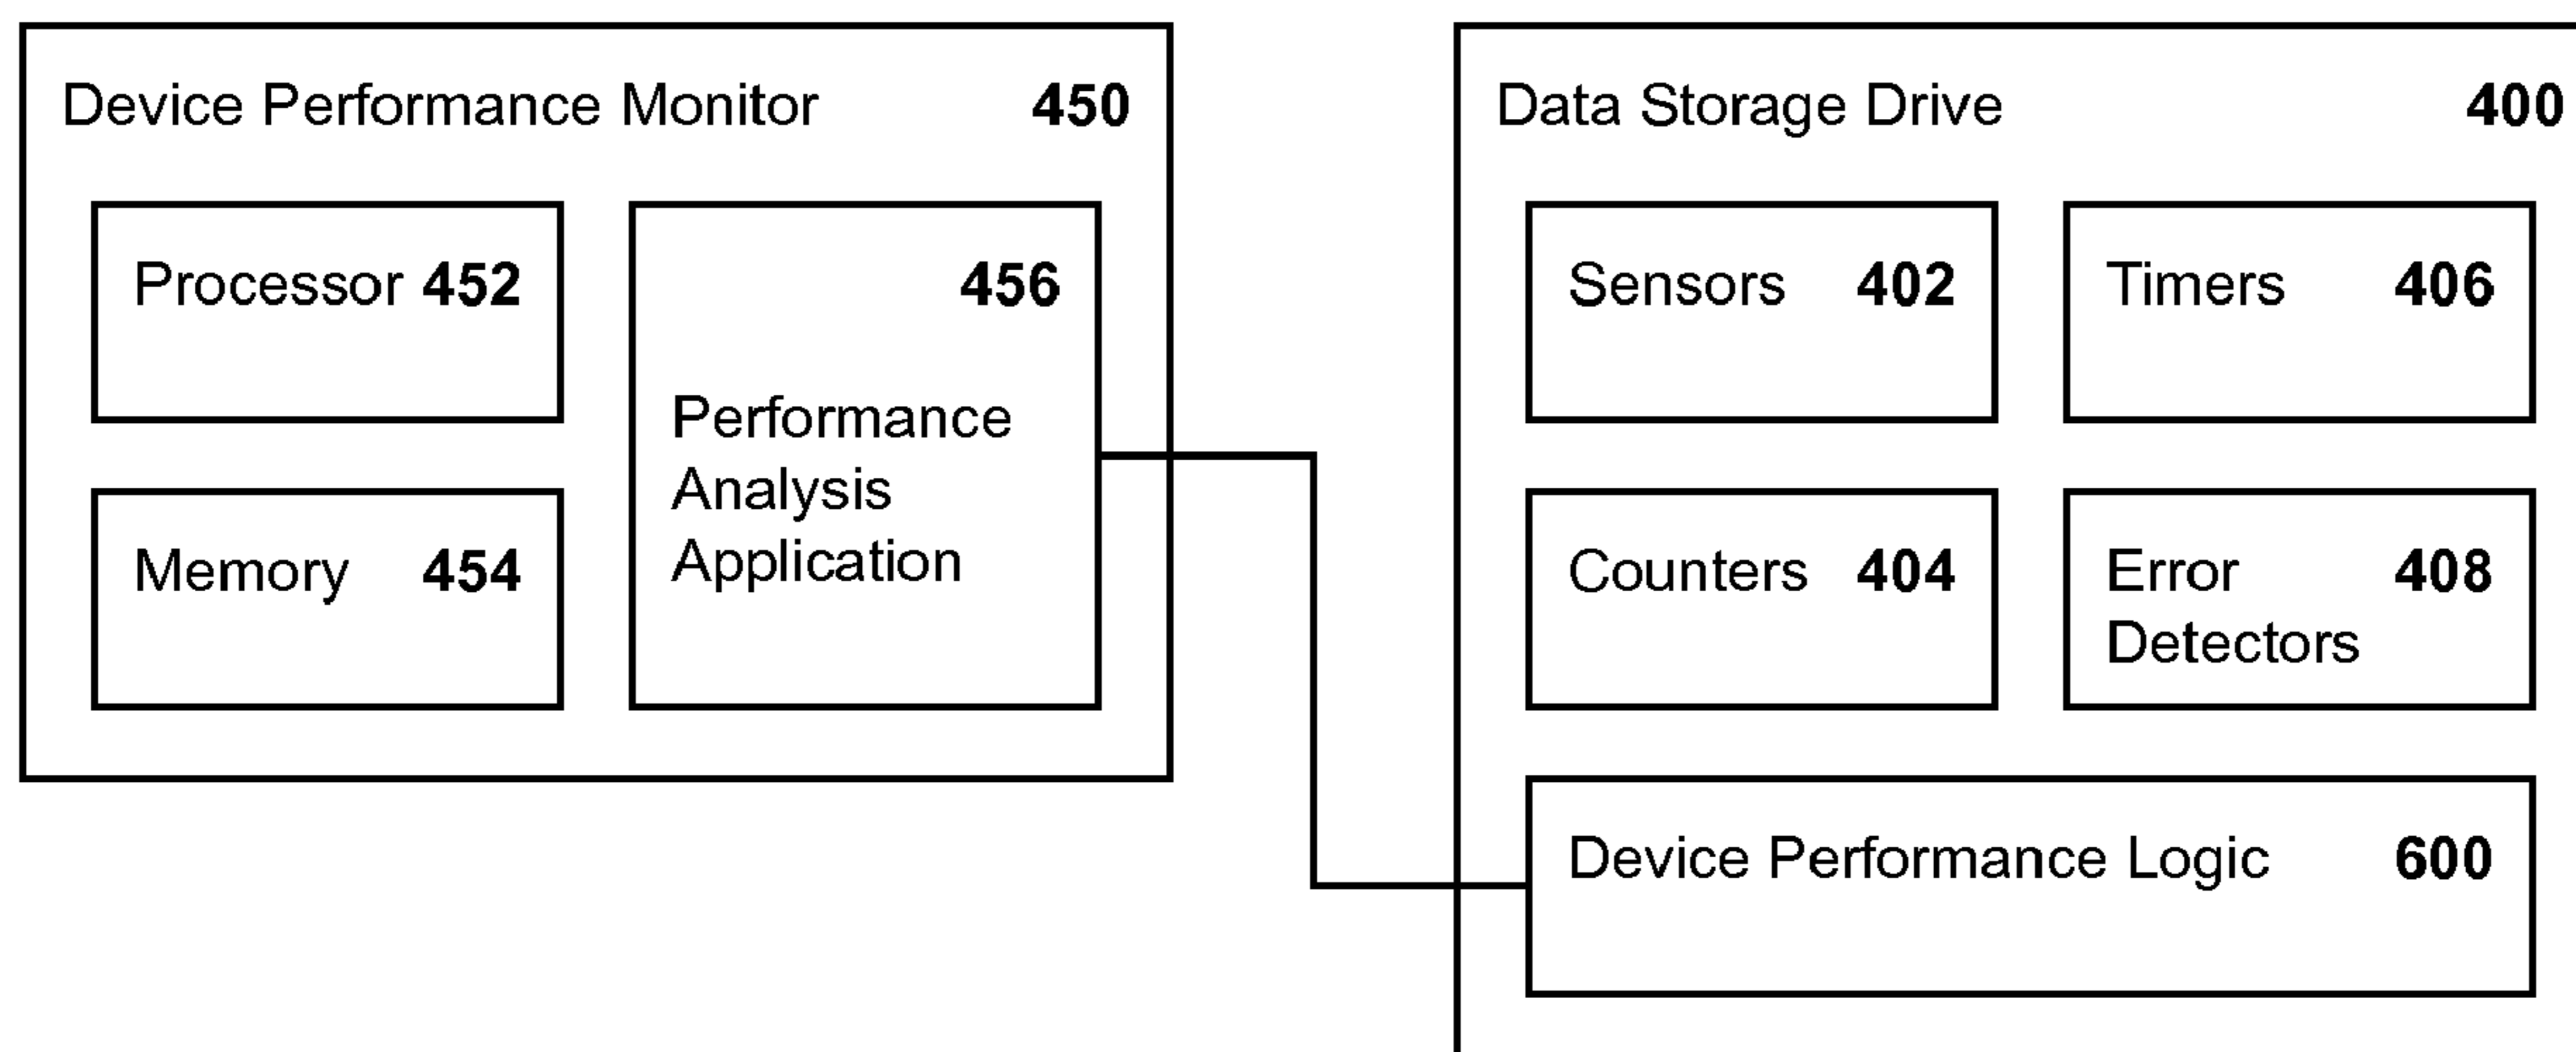 Device Performance Monitor 450
Processor 452
456
Performance
Analysis
Application
Memory 454
Data Storage Drive 400
Sensors 402
Timers 406
Counters 404
Error 408
Detectors
Device Performance Logic 600